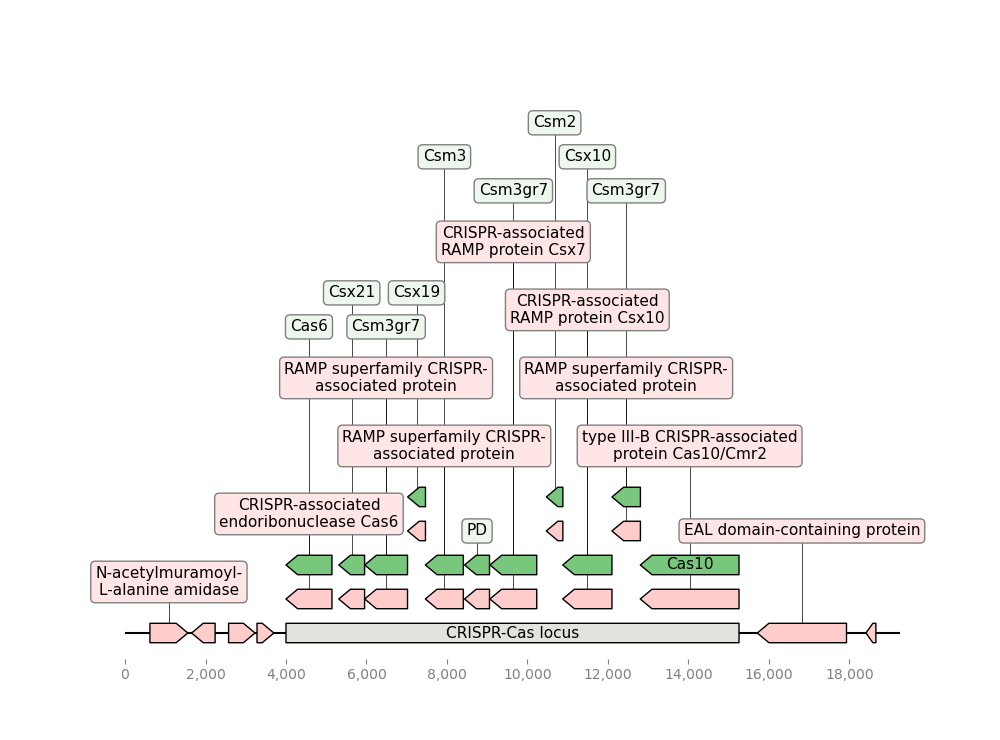 Csm2
Csm3
Csx10
Csm3gr7
Csm3gr7
CRISPR-associated
RAMP protein Csx7
Csx21
Csx19
CRISPR-associated
RAMP protein Csx10
Cas6
Csm3gr7
RAMP superfamily CRISPR-
associated protein
RAMP superfamily CRISPR-
associated protein
RAMP superfamily CRISPR-
associated protein
type III-B CRISPR-associated
protein Cas10/Cmr2
CRISPR-associated
endoribonuclease Cas6
PD
EAL domain-containing protein
Cas10
N-acetylmuramoyl-
L-alanine amidase
CRISPR-Cas locus
0
2,000
4,000
6,000
8,000
10,000
12,000
14,000
16,000
18,000